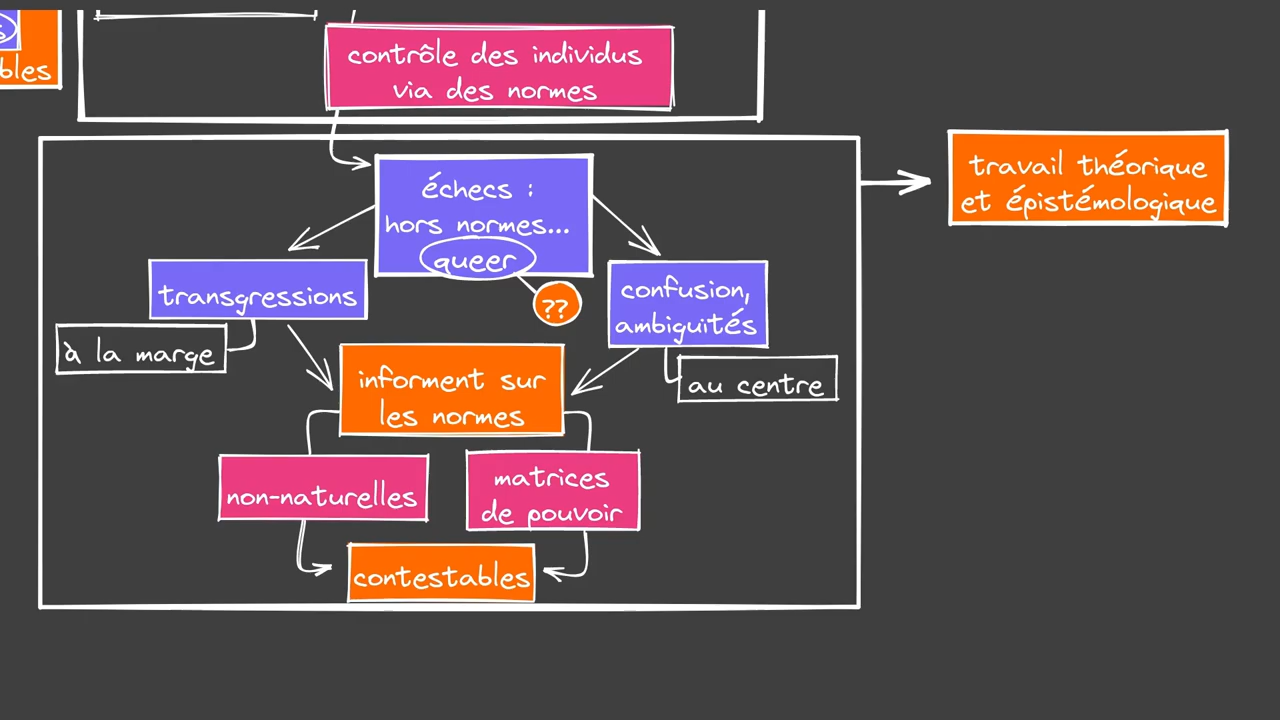 bles
contrôle des individus
via des normes
échecs :
hors normes...
queer
travail théorique
et épistémologique
transgressions
??
confusion,
ambiguïtés
à la marge
informent sur
les normes
au centre
non-naturelles
matrices
de pouvoir
contestables